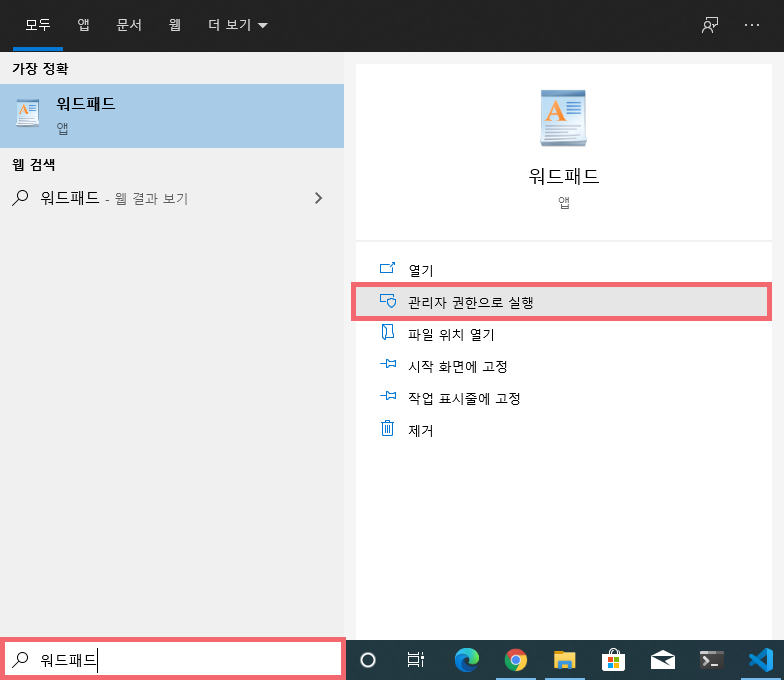 모두 앱 문서 웹 더 보기
가장 정확
워드패드
앱
웹 검색
워드패드 - 웹 결과 보기
워드패드
앱
열기
관리자 권한으로 실행
파일 위치 열기
시작 화면에 고정
작업 표시줄에 고정
제거
워드패드